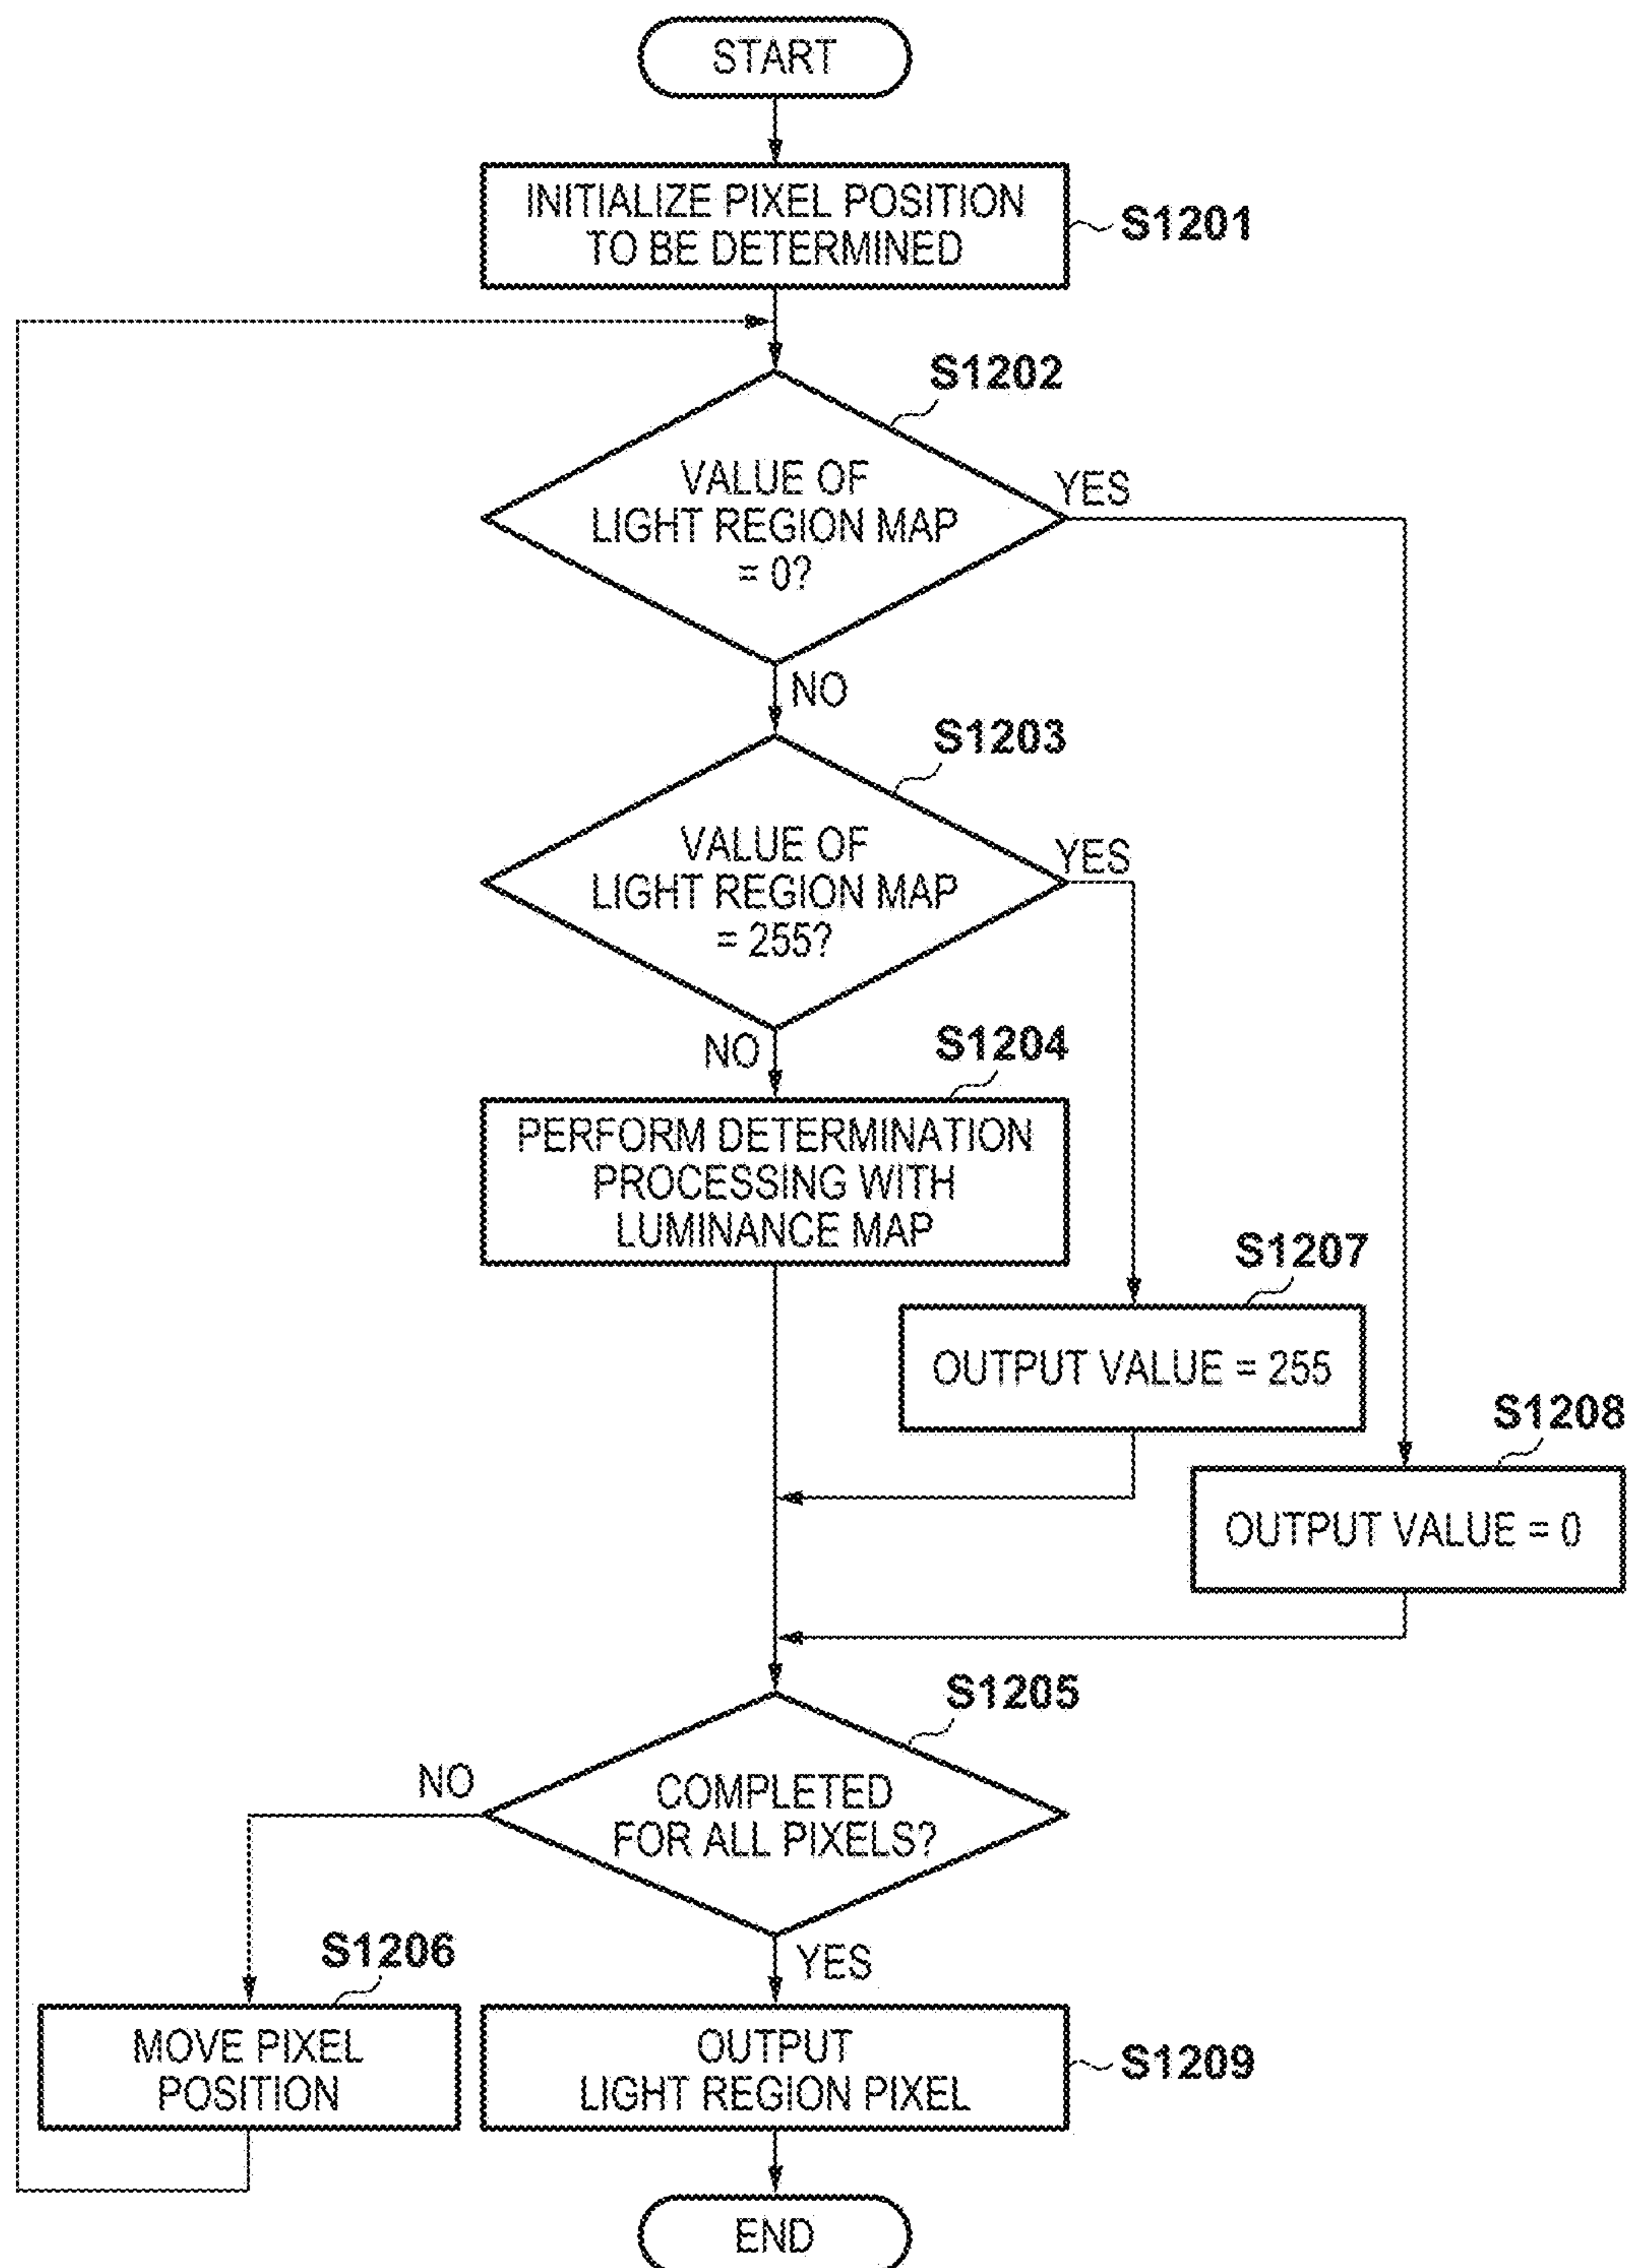 START
INITIALIZE PIXEL POSITION
TO BE DETERMINED
S1201
S1202
VALUE OF
LIGHT REGION MAP
= 0?
YES
NO
S1203
VALUE OF
LIGHT REGION MAP
= 255?
YES
NO
S1204
PERFORM DETERMINATION
PROCESSING WITH
LUMINANCE MAP
S1207
OUTPUT VALUE = 255
S1208
OUTPUT VALUE = 0
S1205
COMPLETED
FOR ALL PIXELS?
NO
YES
S1206
MOVE PIXEL
POSITION
OUTPUT
LIGHT REGION PIXEL
S1209
END